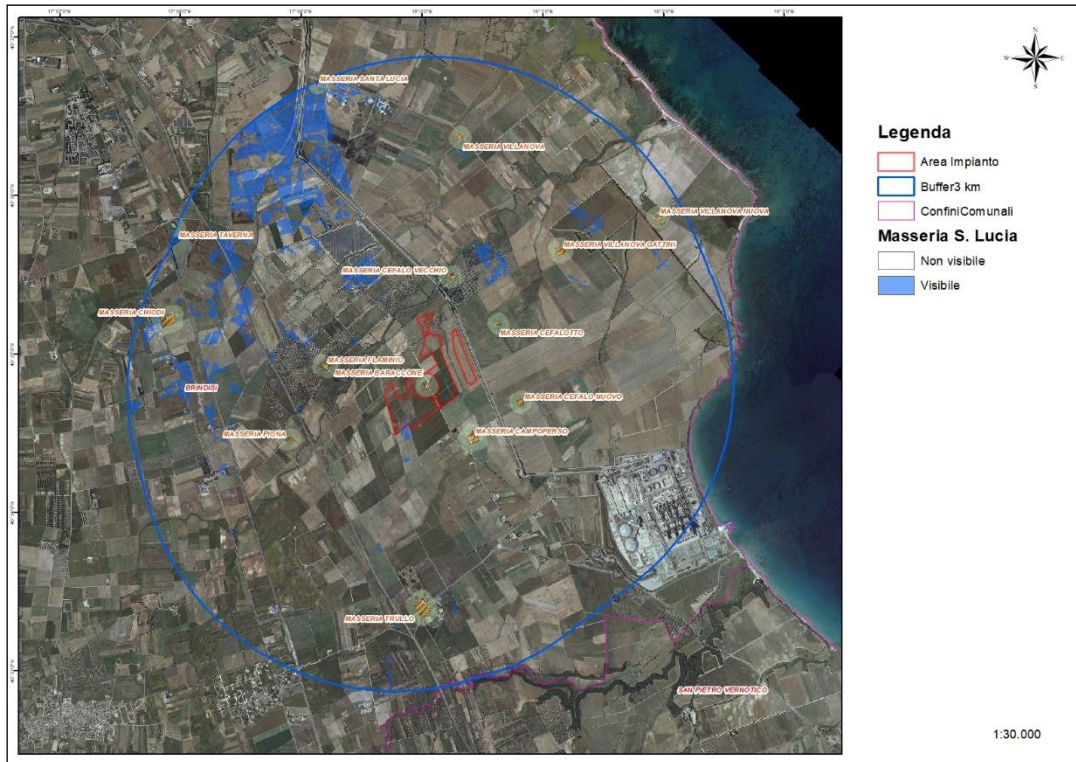 N
W
E
S
MASSERIA SANTA LUCIA
MASSERIA VILLANOVA
MASSERIA VILLANOVA NUOVA
MASSERIA TAVERNA
MASSERIA VILLANOVA GATTINI
MASSERIA CEFALO VECCHIO
MASSERIA CHIODI
MASSERIA CEFALOTTO
MASSERIA FLAMINIO
MASSERIA BARACCONE
BRINDISI
MASSERIA CEFALO NUOVO
MASSERIA PIGNA
MASSERIA CAMPOPERSO
MASSERIA TRULLO
SAN PIETRO VERNOTICO
Legenda
Area Impianto
Buffer3 km
ConfiniComunali
Masseria S. Lucia
Non visibile
Visibile
1:30.000